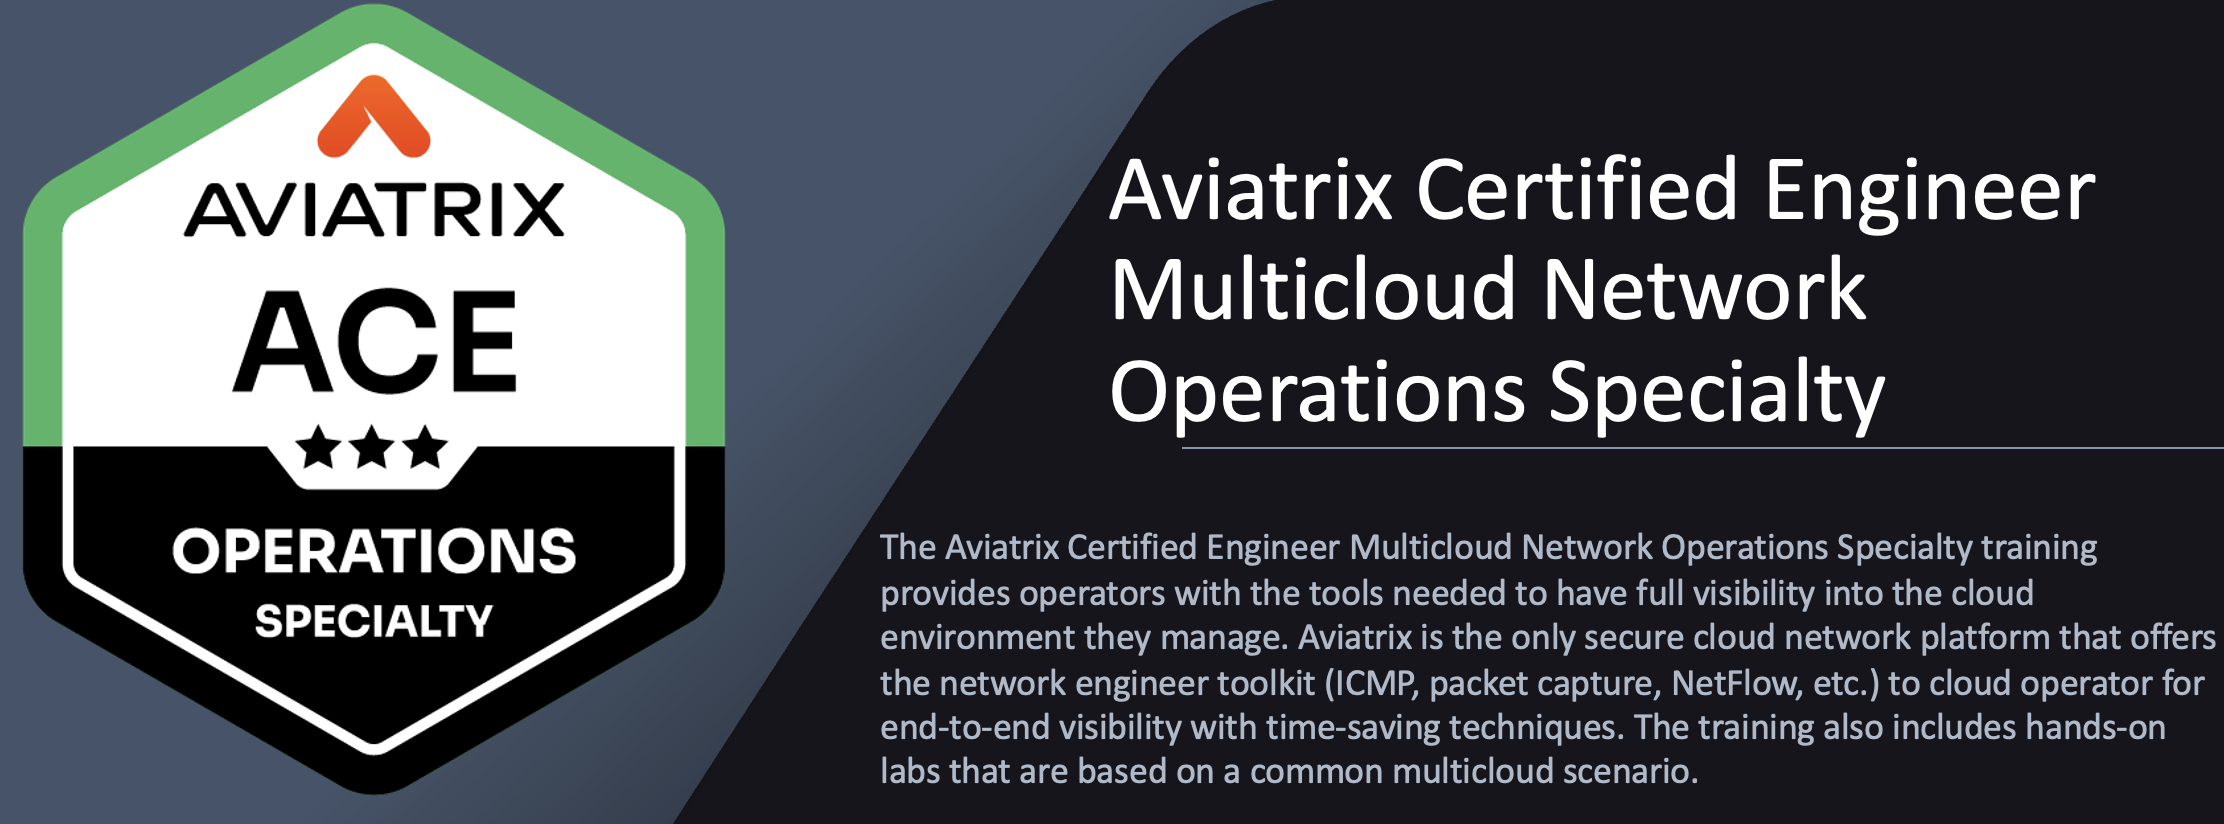 AVIATRIX
ACE
OPERATIONS
SPECIALTY
Aviatrix Certified Engineer
Multicloud Network
Operations Specialty
The Aviatrix Certified Engineer Multicloud Network Operations Specialty training
provides operators with the tools needed to have full visibility into the cloud
environment they manage. Aviatrix is the only secure cloud network platform that offers
the network engineer toolkit (ICMP, packet capture, NetFlow, etc.) to cloud operator for
end-to-end visibility with time-saving techniques. The training also includes hands-on
labs that are based on a common multicloud scenario.